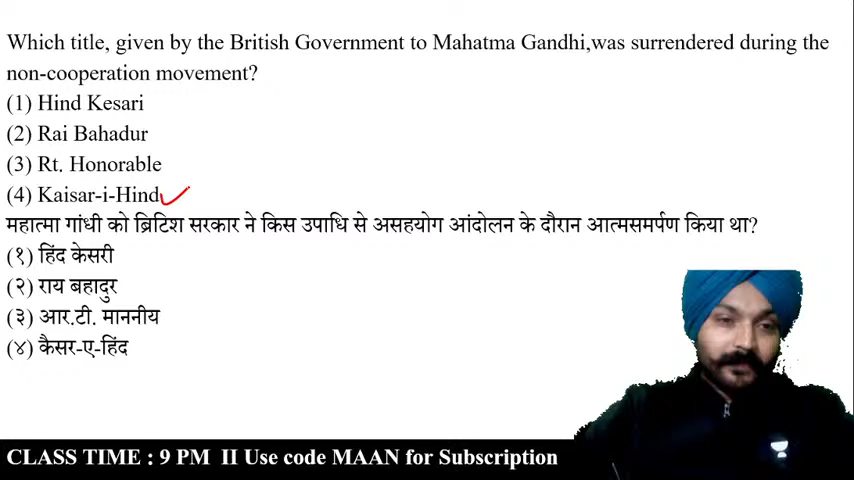 Which title, given by the British Government to Mahatma Gandhi,was surrendered during the
non-cooperation movement?
(1) Hind Kesari
(2) Rai Bahadur
(3) Rt. Honorable
(4) Kaisar-i-Hind
महात्मा गांधी को ब्रिटिश सरकार ने किस उपाधि से असहयोग आंदोलन के दौरान आत्मसमर्पण किया था?
(१) हिंद केसरी
(२) राय बहादुर
(३) आर.टी. माननीय
(४) कैसर-ए-हिंद
CLASS TIME : 9 PM II Use code MAAN for Subscription